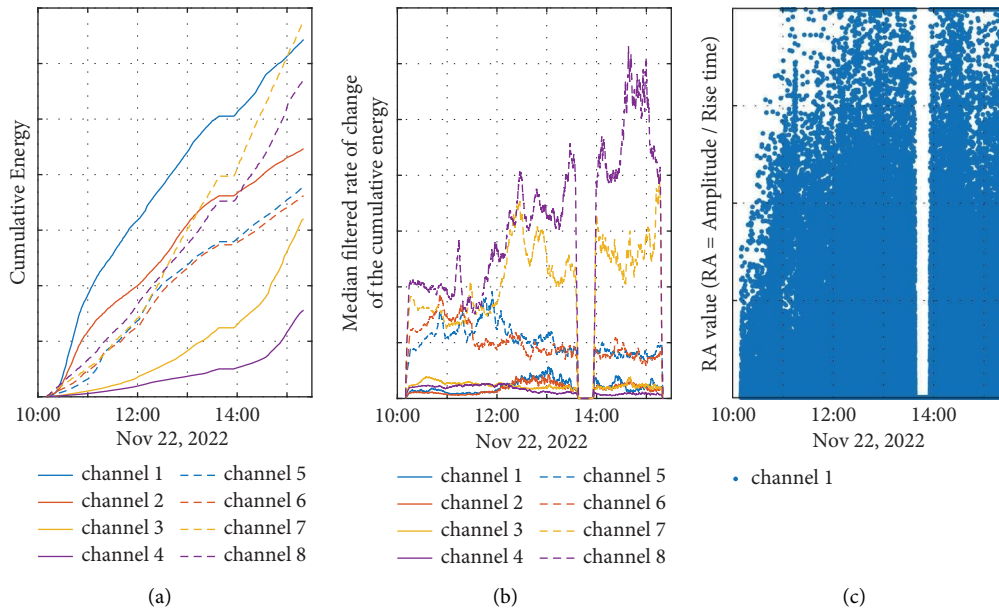 Cumulative Energy
10:00 12:00 14:00
Nov 22, 2022
channel 1 channel 5
channel 2 channel 6
channel 3 channel 7
channel 4 channel 8
(a)
Median filtered rate of change
of the cumulative energy
10:00 12:00 14:00
Nov 22, 2022
channel 1 channel 5
channel 2 channel 6
channel 3 channel 7
channel 4 channel 8
(b)
RA value (RA = Amplitude / Rise time)
10:00 12:00 14:00
Nov 22, 2022
channel 1
(c)